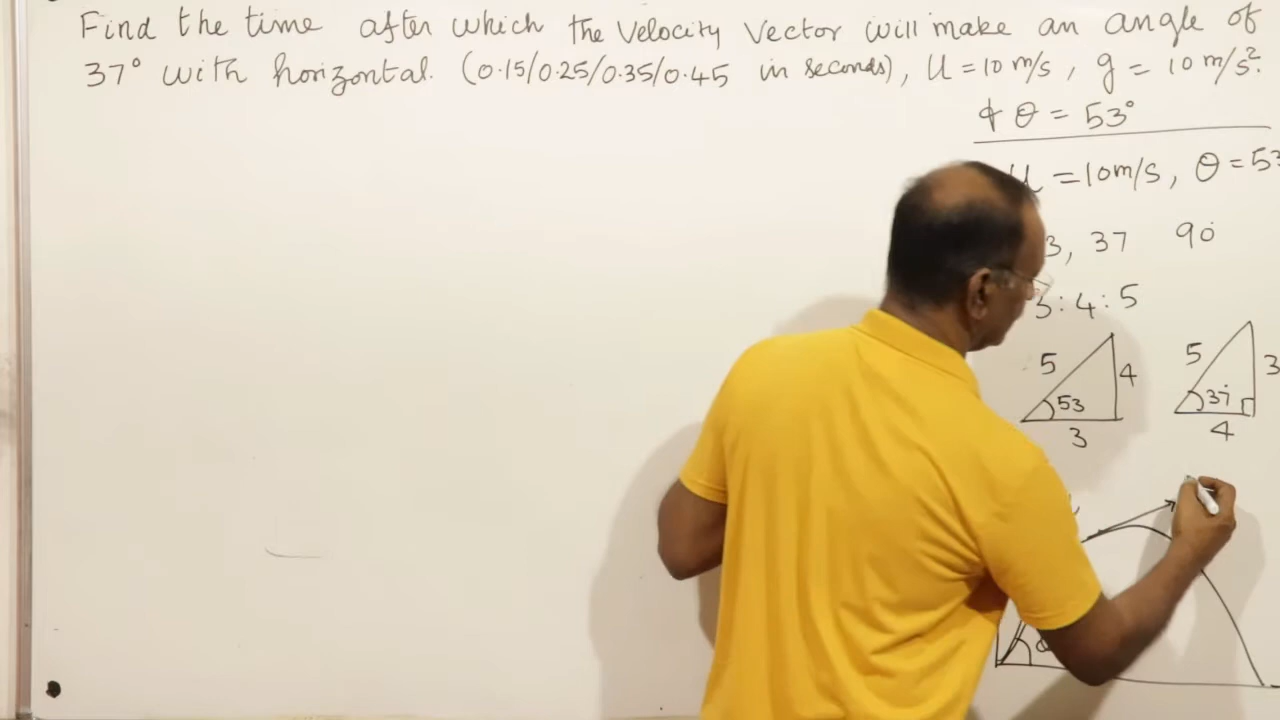 Find the time after which the velocity vector will make an angle of
37° with horizontal. (0.15/0.25/0.35/0.45 in seconds), U = 10 m/s, g = 10 m/s².
& θ = 53°
U = 10 m/s, θ = 53
3, 37 90°
3:4:5
5 4 5 3
53 37°
3 4